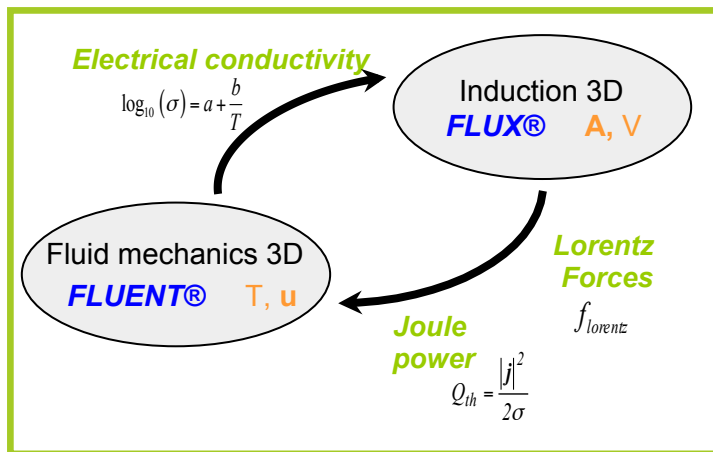 Electrical conductivity
log₁₀(σ) = a + b/T
Induction 3D
FLUX® A, V
Fluid mechanics 3D
FLUENT® T, u
Lorentz
Forces
f_lorentz
Joule
power
Q_th = |j|²/2σ